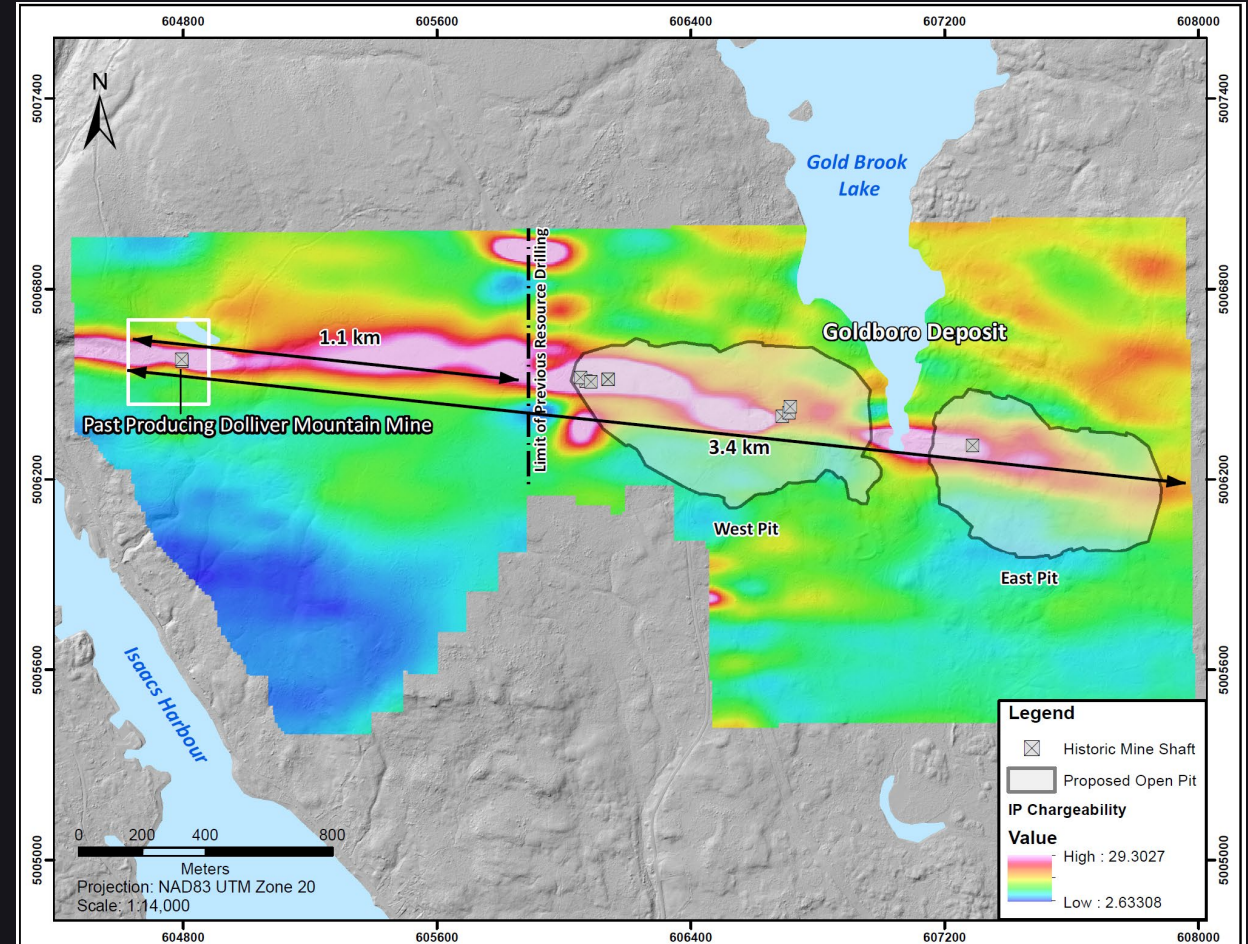 604800
605600
606400
607200
608000
5007400
5007400
N
Gold Brook
Lake
5006800
5006800
Limit of Previous Resource Drilling
1.1 km
Goldboro Deposit
Past Producing Dolliver Mountain Mine
3.4 km
5006200
5006200
West Pit
East Pit
5005600
5005600
Isaacs Harbour
Legend
Historic Mine Shaft
Proposed Open Pit
IP Chargeability
Value
High : 29.3027
Low : 2.63308
0 200 400 800
Meters
Projection: NAD83 UTM Zone 20
Scale: 1:14,000
5005000
5005000
604800
605600
606400
607200
608000